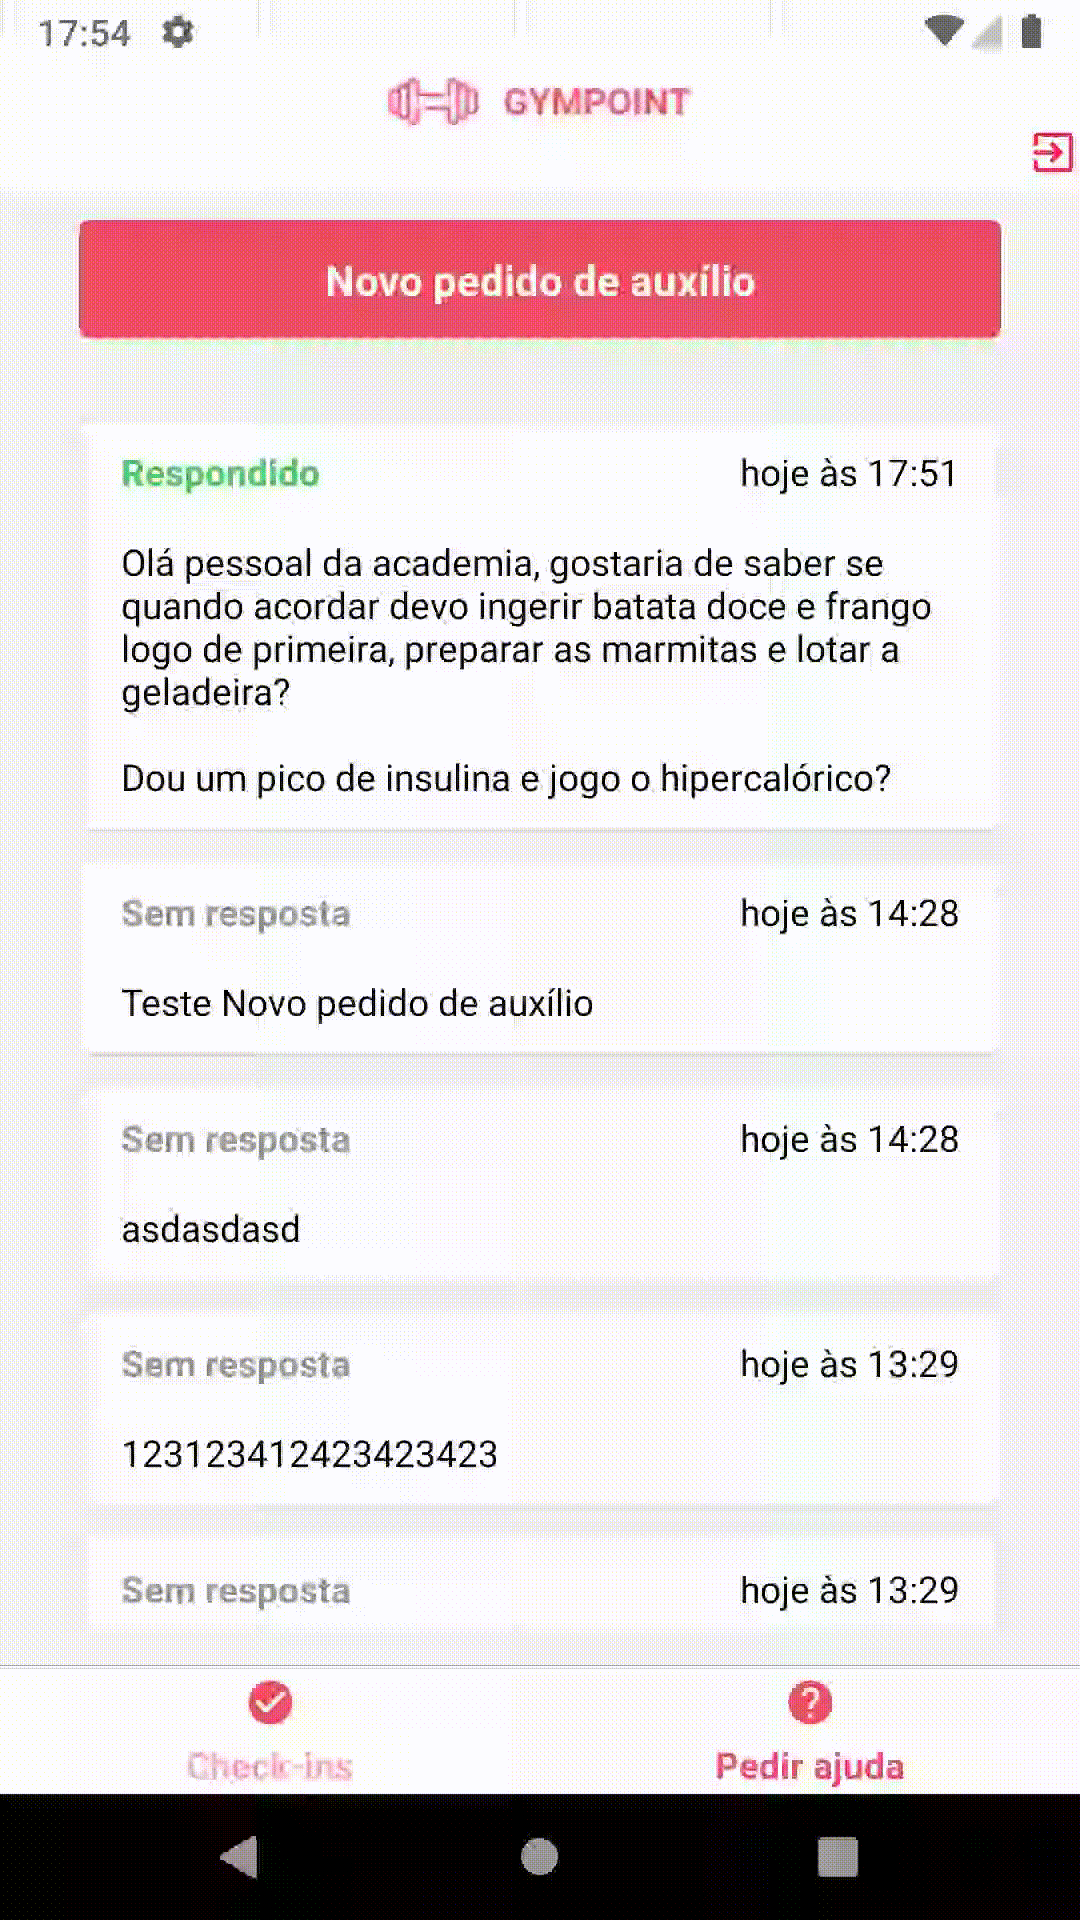 17:54
GYMPOINT
Novo pedido de auxílio
Respondido hoje às 17:51
Olá pessoal da academia, gostaria de saber se
quando acordar devo ingerir batata doce e frango
logo de primeira, preparar as marmitas e lotar a
geladeira?
Dou um pico de insulina e jogo o hipercalórico?
Sem resposta hoje às 14:28
Teste Novo pedido de auxílio
Sem resposta hoje às 14:28
asdasdasd
Sem resposta hoje às 13:29
123123412423423423
Sem resposta hoje às 13:29
Check-ins Pedir ajuda